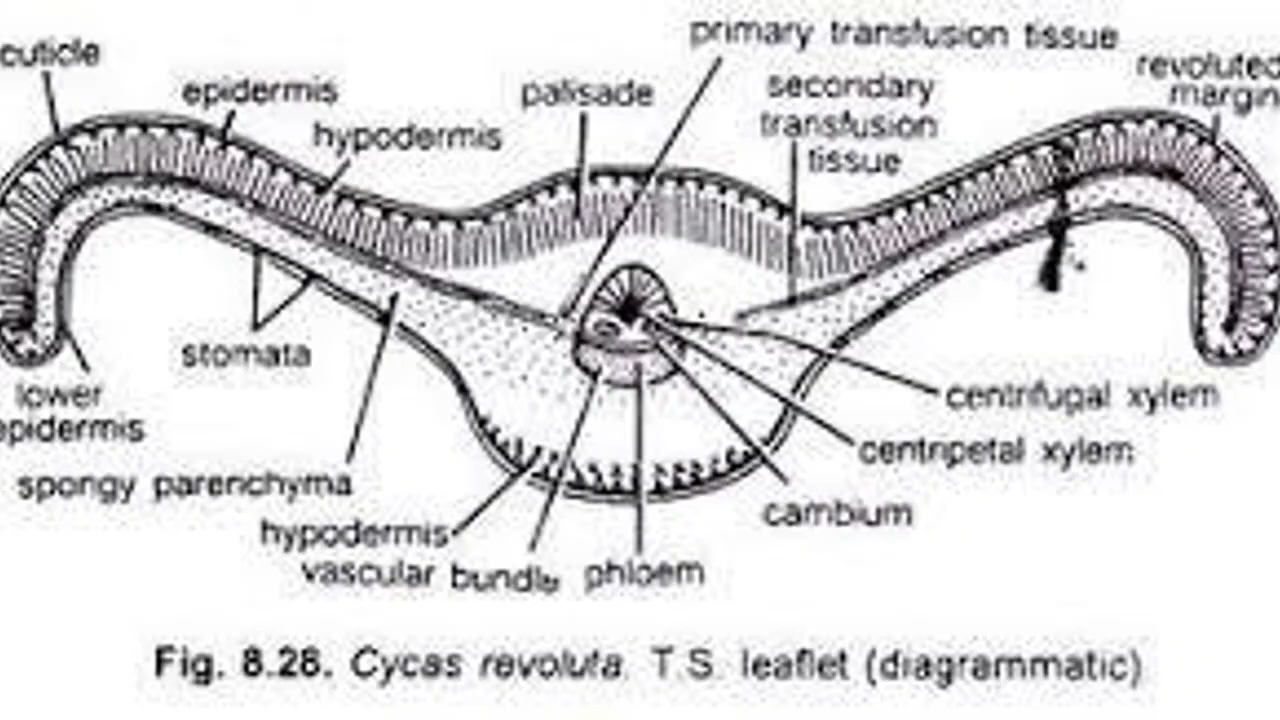 primary transfusion tissue
cuticle
revoluted
margin
epidermis
palisade
secondary
transfusion
tissue
hypodermis
stomata
lower
epidermis
centrifugal xylem
centripetal xylem
spongy parenchyma
cambium
hypodermis
vascular bundle
phloem
Fig. 8.28. Cycas revoluta T.S. leaflet (diagrammatic)